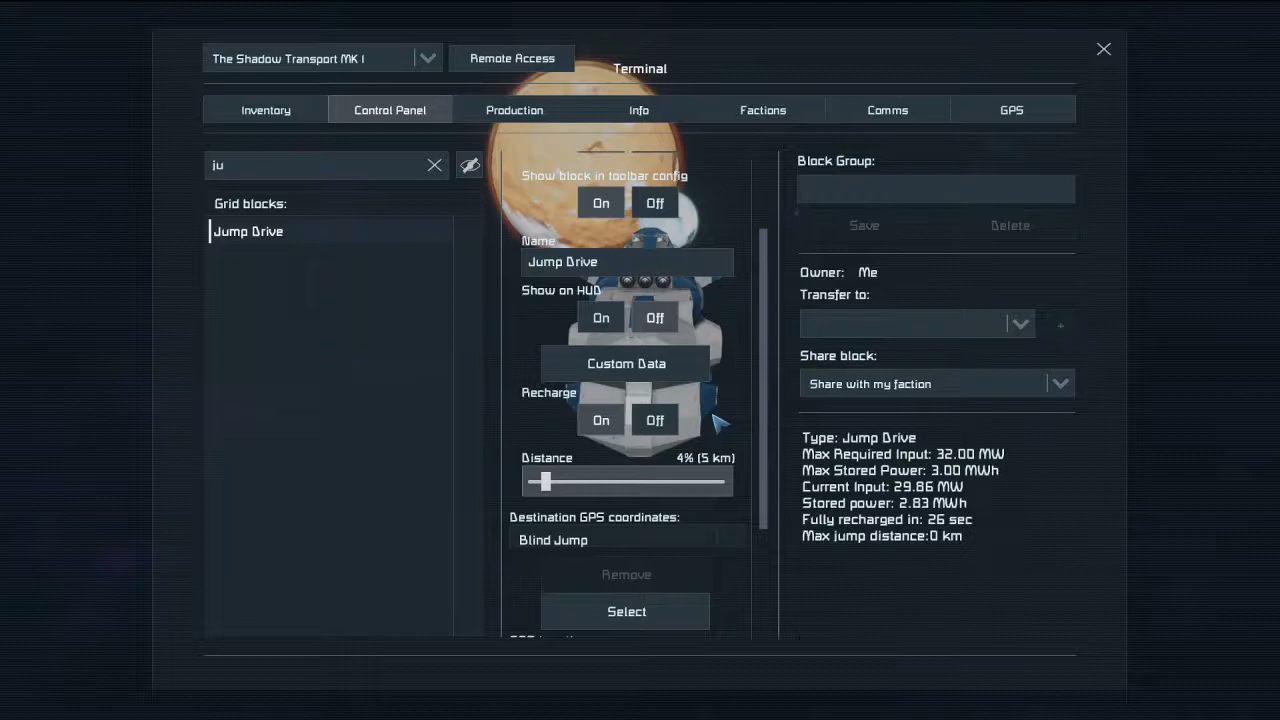 The Shadow Transport MK I
Remote Access
Terminal
Inventory
Control Panel
Production
Info
Factions
Comms
GPS
ju
Grid blocks:
Jump Drive
Show block in toolbar config
On Off
Name
Jump Drive
Show on HUD
On Off
Custom Data
Recharge
On Off
Distance 4% (5 km)
Destination GPS coordinates:
Blind Jump
Remove
Select
Block Group:
Save Delete
Owner: Me
Transfer to:
+
Share block:
Share with my faction
Type: Jump Drive
Max Required Input: 32.00 MW
Max Stored Power: 3.00 MWh
Current Input: 29.86 MW
Stored power: 2.83 MWh
Fully recharged in: 26 sec
Max jump distance:0 km